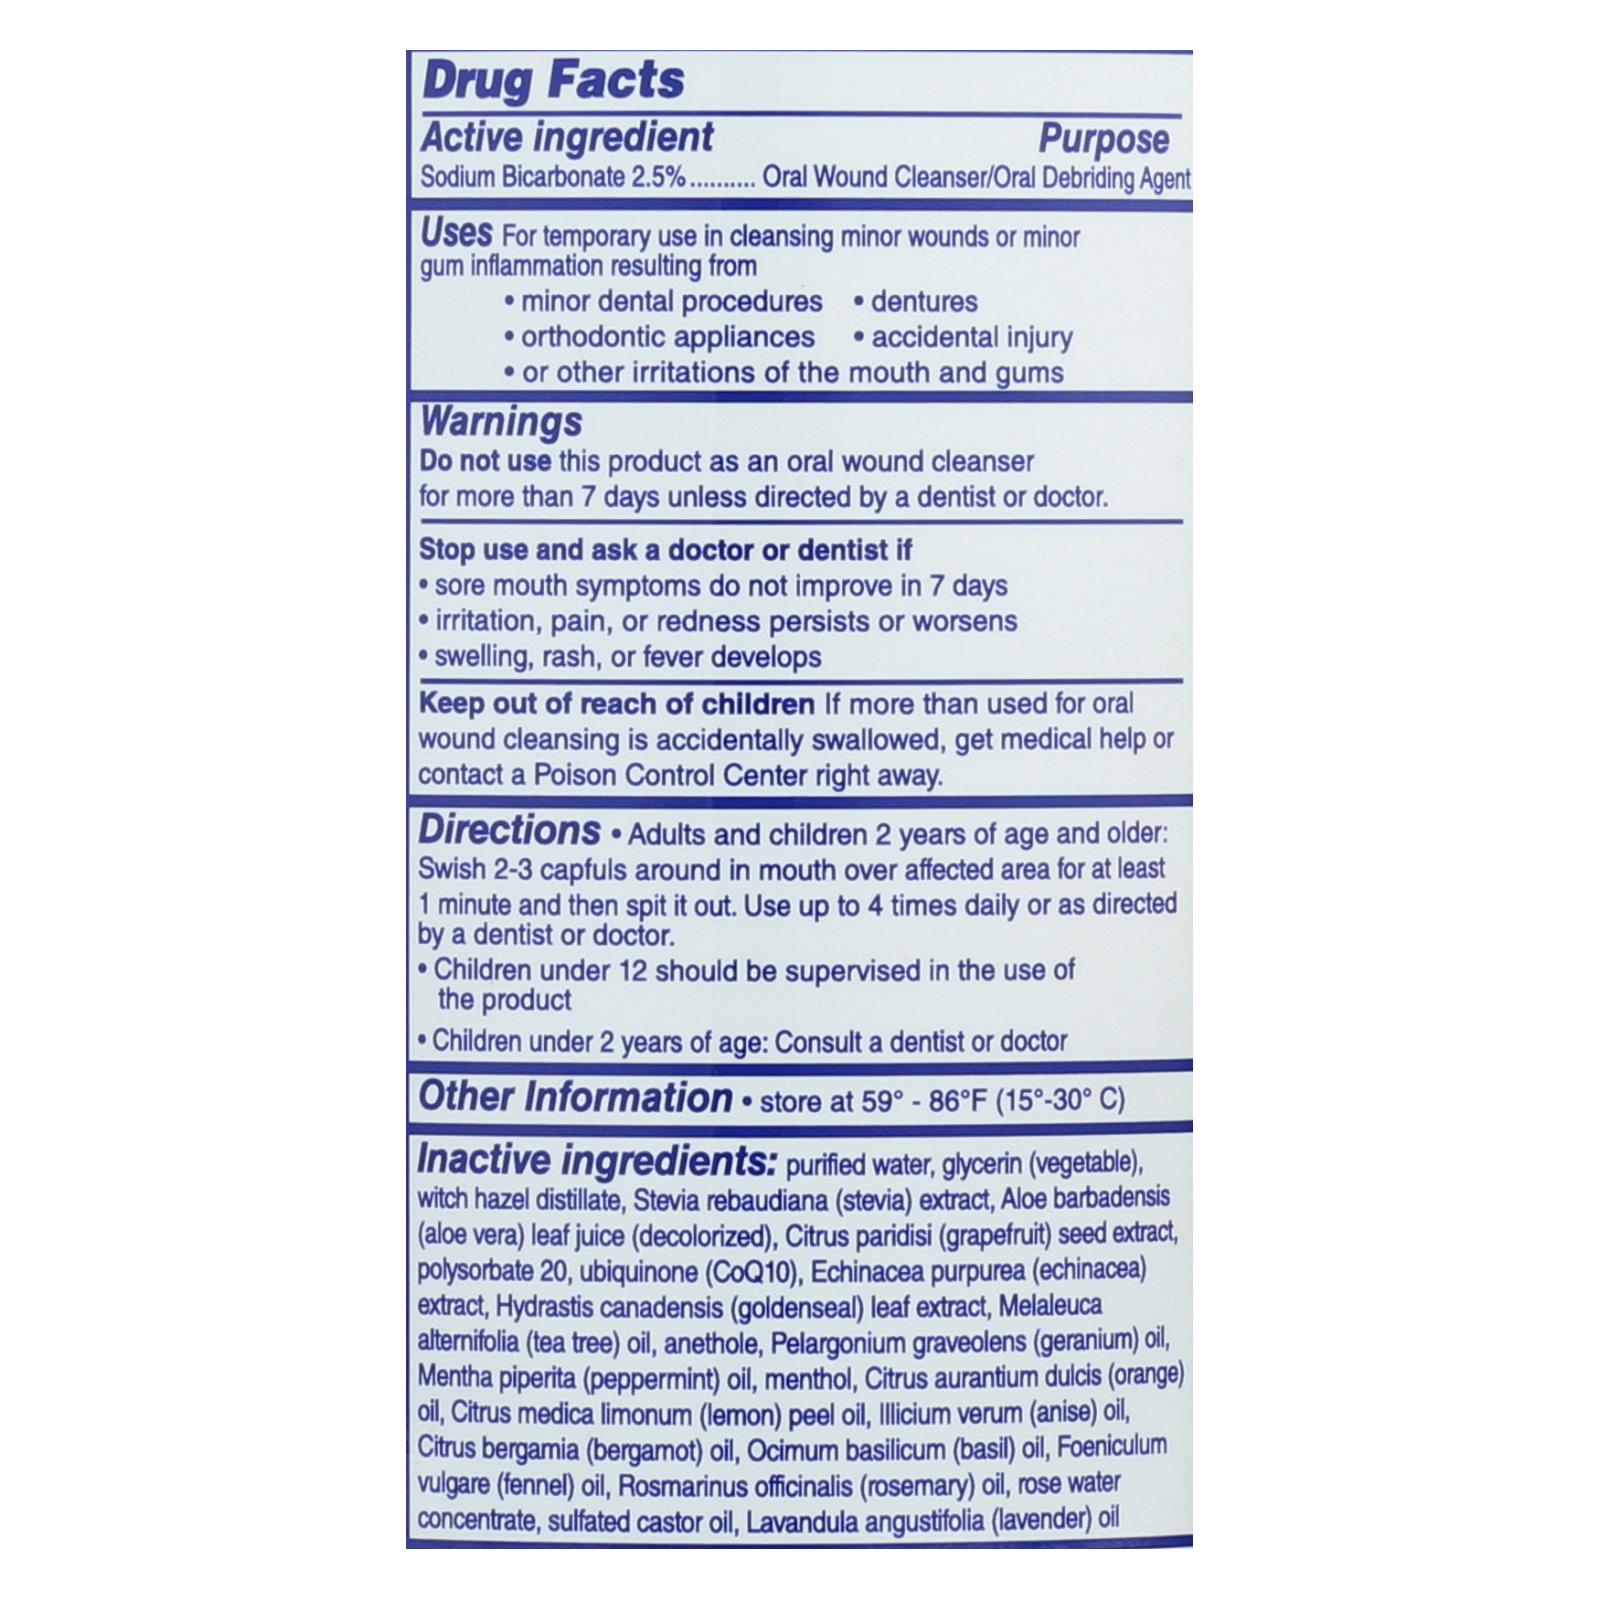 Drug Facts
Active ingredient Purpose
Sodium Bicarbonate 2.5%.......... Oral Wound Cleanser/Oral Debriding Agent
Uses For temporary use in cleansing minor wounds or minor
gum inflammation resulting from
• minor dental procedures • dentures
• orthodontic appliances • accidental injury
• or other irritations of the mouth and gums
Warnings
Do not use this product as an oral wound cleanser
for more than 7 days unless directed by a dentist or doctor.
Stop use and ask a doctor or dentist if
• sore mouth symptoms do not improve in 7 days
• irritation, pain, or redness persists or worsens
• swelling, rash, or fever develops
Keep out of reach of children If more than used for oral
wound cleansing is accidentally swallowed, get medical help or
contact a Poison Control Center right away.
Directions • Adults and children 2 years of age and older:
Swish 2-3 capfuls around in mouth over affected area for at least
1 minute and then spit it out. Use up to 4 times daily or as directed
by a dentist or doctor.
• Children under 12 should be supervised in the use of
the product
• Children under 2 years of age: Consult a dentist or doctor
Other Information • store at 59° - 86°F (15°-30° C)
Inactive ingredients: purified water, glycerin (vegetable),
witch hazel distillate, Stevia rebaudiana (stevia) extract, Aloe barbadensis
(aloe vera) leaf juice (decolorized), Citrus paridisi (grapefruit) seed extract,
polysorbate 20, ubiquinone (CoQ10), Echinacea purpurea (echinacea)
extract, Hydrastis canadensis (goldenseal) leaf extract, Melaleuca
alternifolia (tea tree) oil, anethole, Pelargonium graveolens (geranium) oil,
Mentha piperita (peppermint) oil, menthol, Citrus aurantium dulcis (orange)
oil, Citrus medica limonum (lemon) peel oil, Illicium verum (anise) oil,
Citrus bergamia (bergamot) oil, Ocimum basilicum (basil) oil, Foeniculum
vulgare (fennel) oil, Rosmarinus officinalis (rosemary) oil, rose water
concentrate, sulfated castor oil, Lavandula angustifolia (lavender) oil